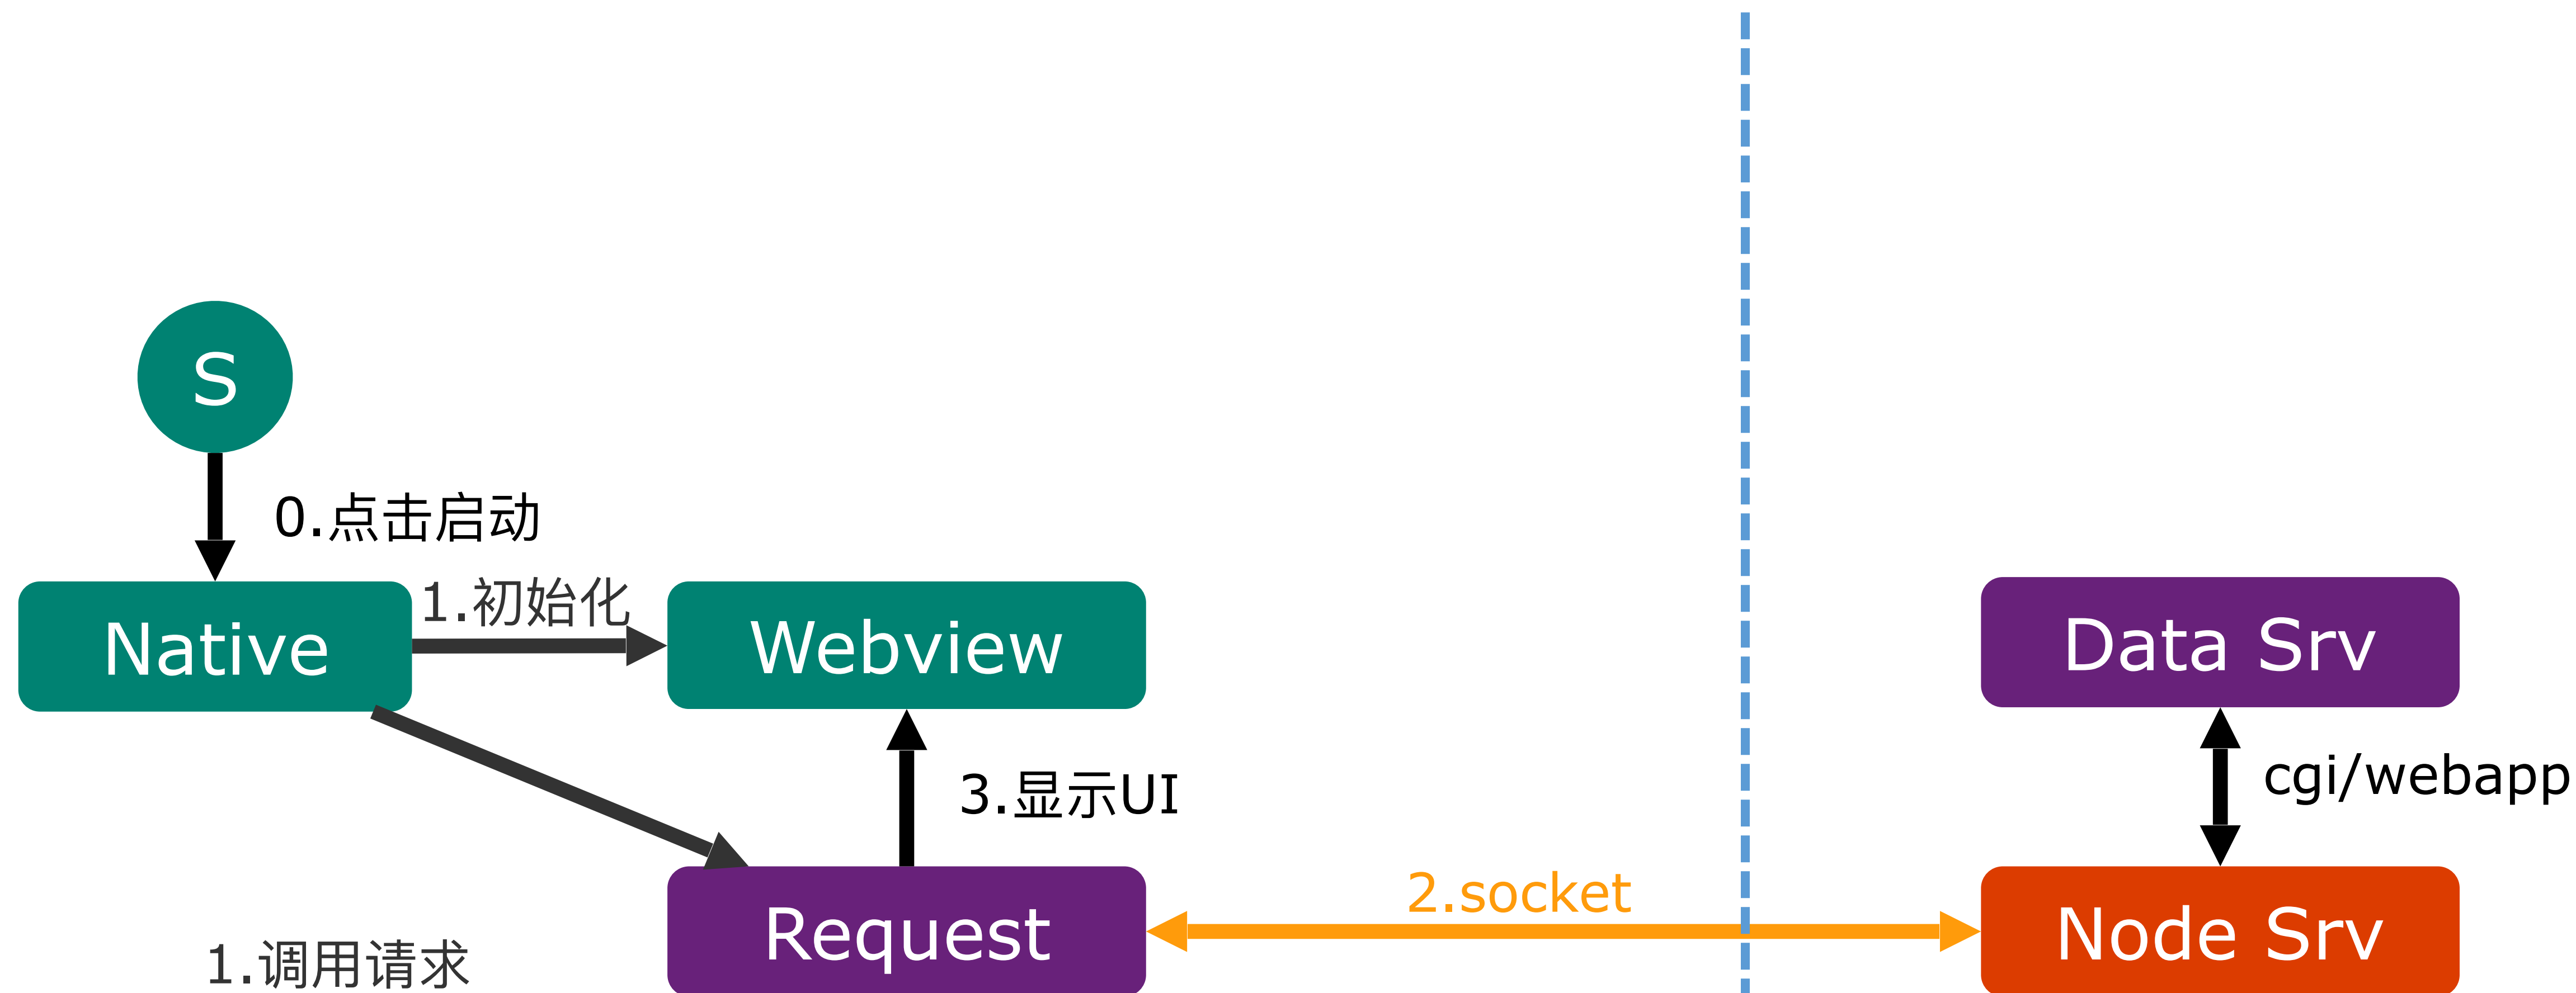 S
0.点击启动
1.初始化
Native
Webview
Data Srv
3.显示UI
cgi/webapp
2.socket
Request
Node Srv
1.调用请求